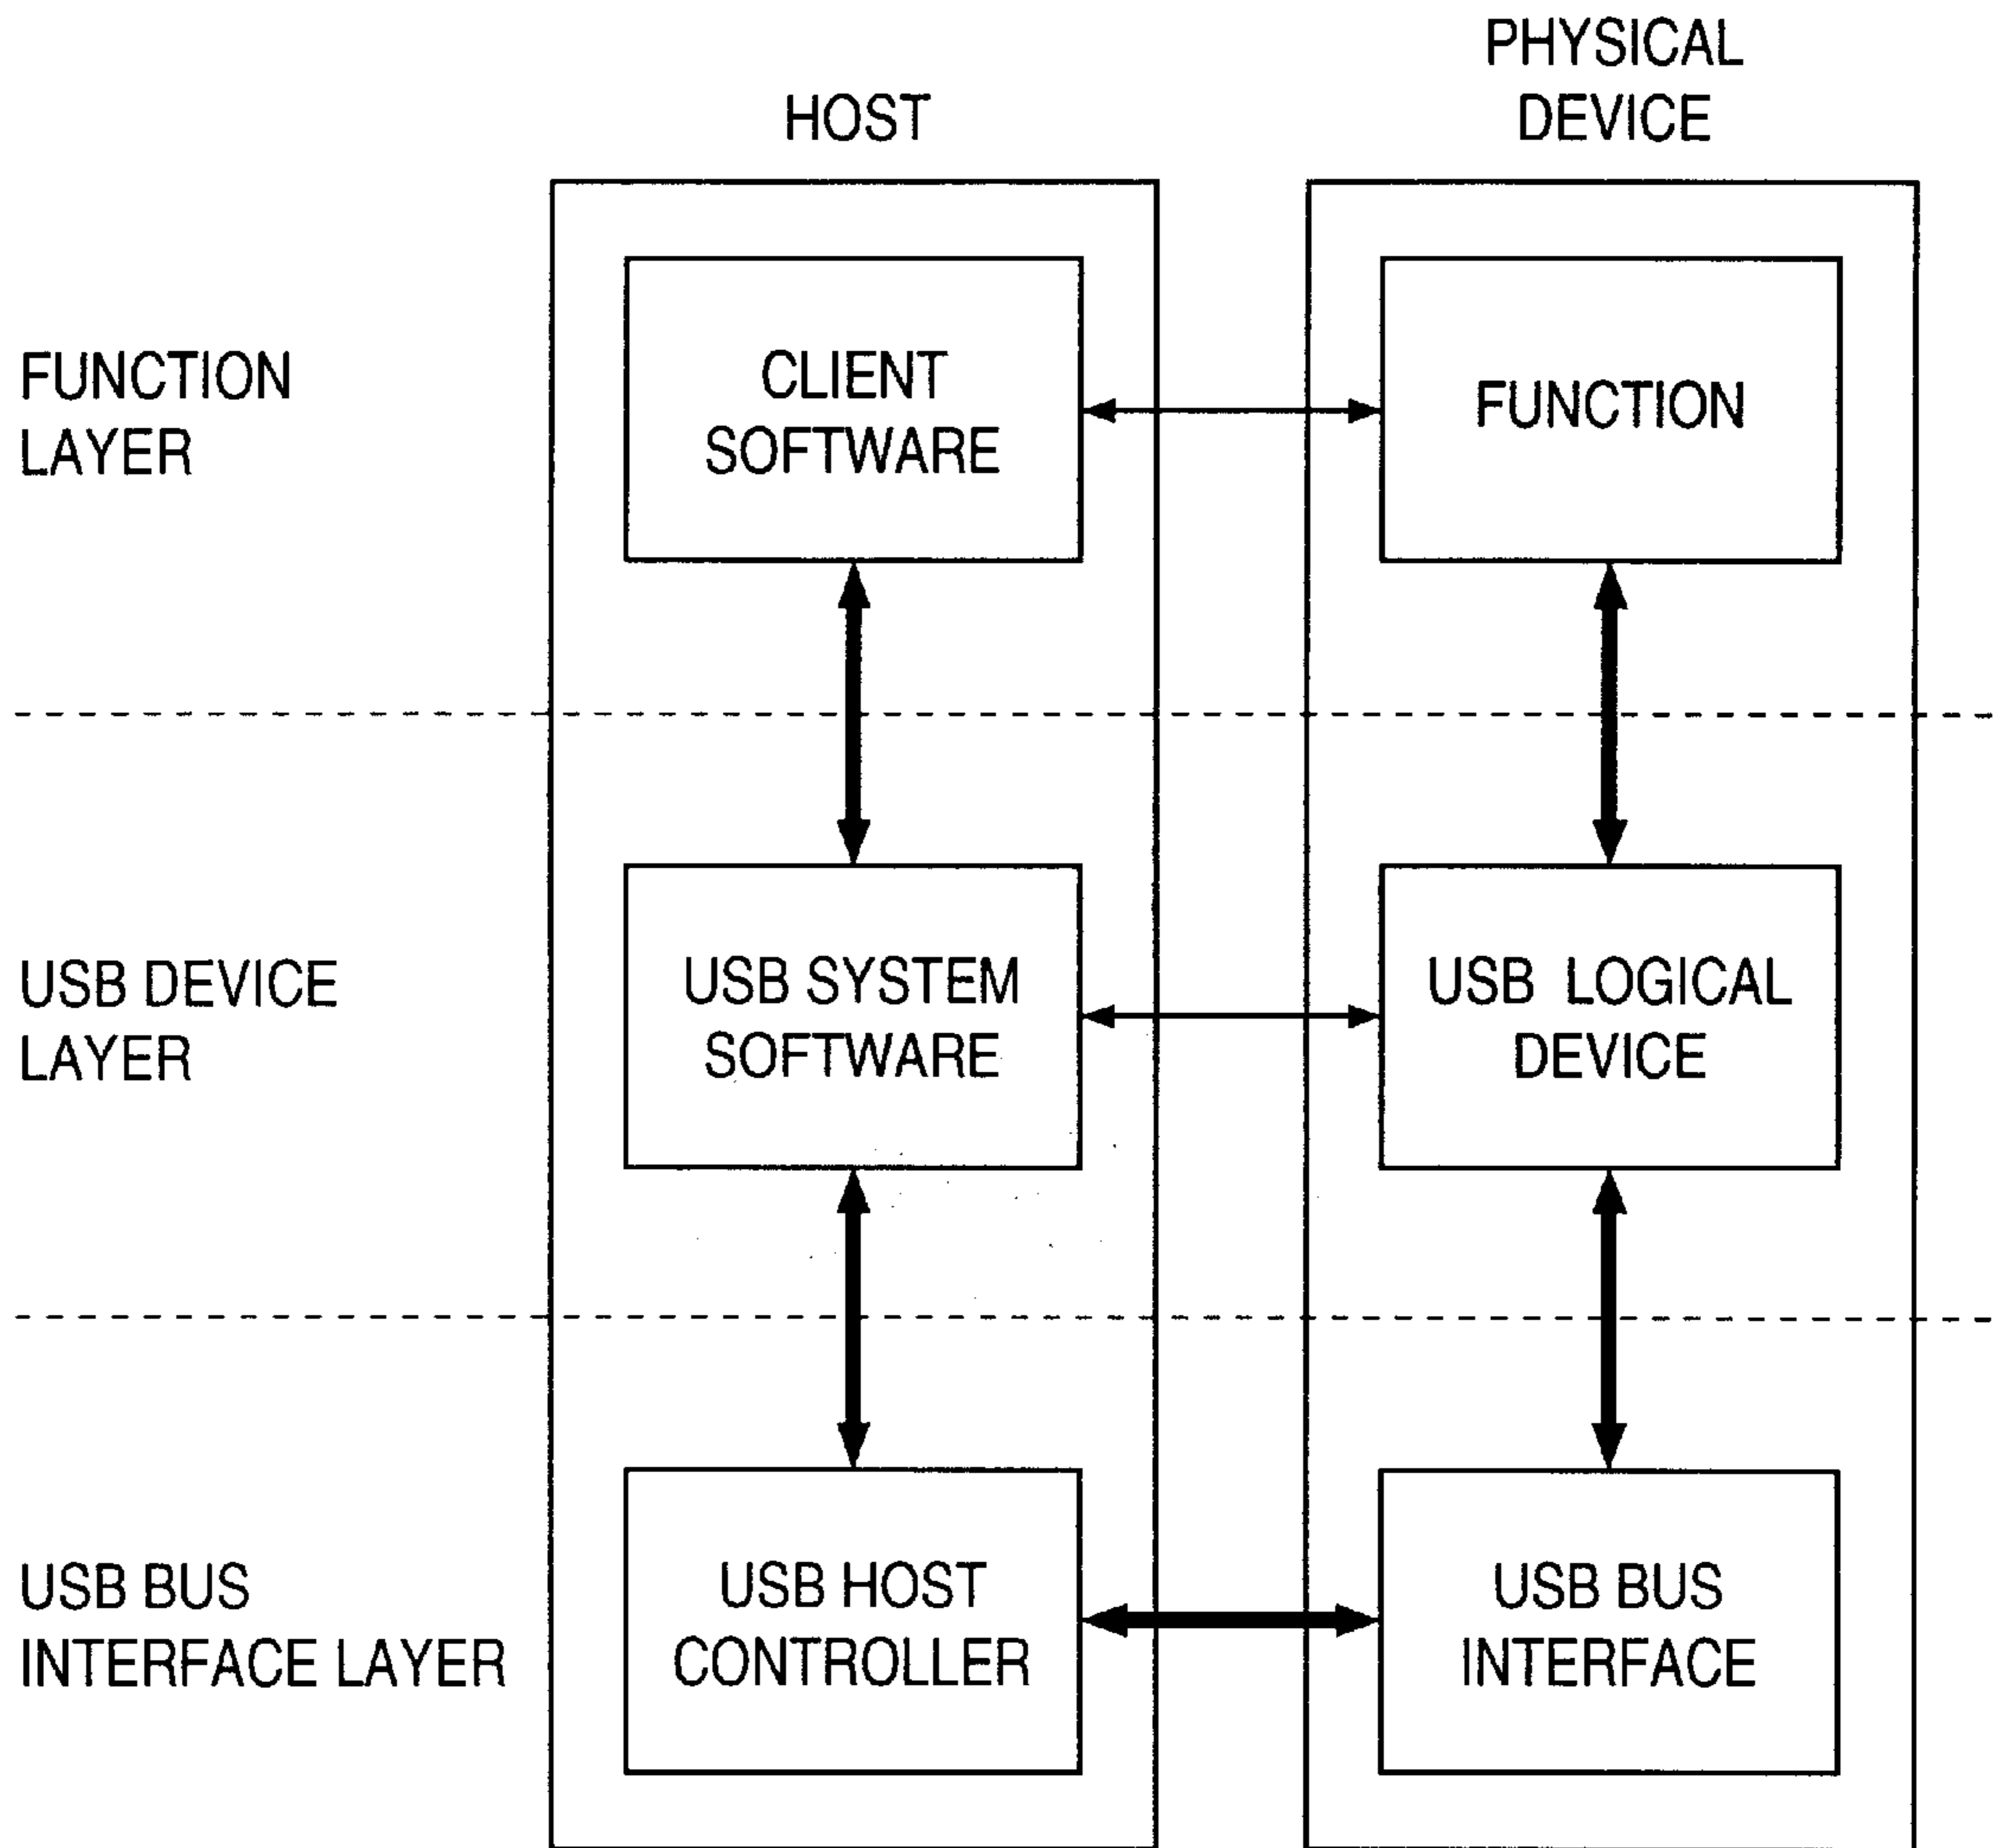 HOST
PHYSICAL
DEVICE
FUNCTION
LAYER
CLIENT
SOFTWARE
FUNCTION
USB DEVICE
LAYER
USB SYSTEM
SOFTWARE
USB LOGICAL
DEVICE
USB BUS
INTERFACE LAYER
USB HOST
CONTROLLER
USB BUS
INTERFACE